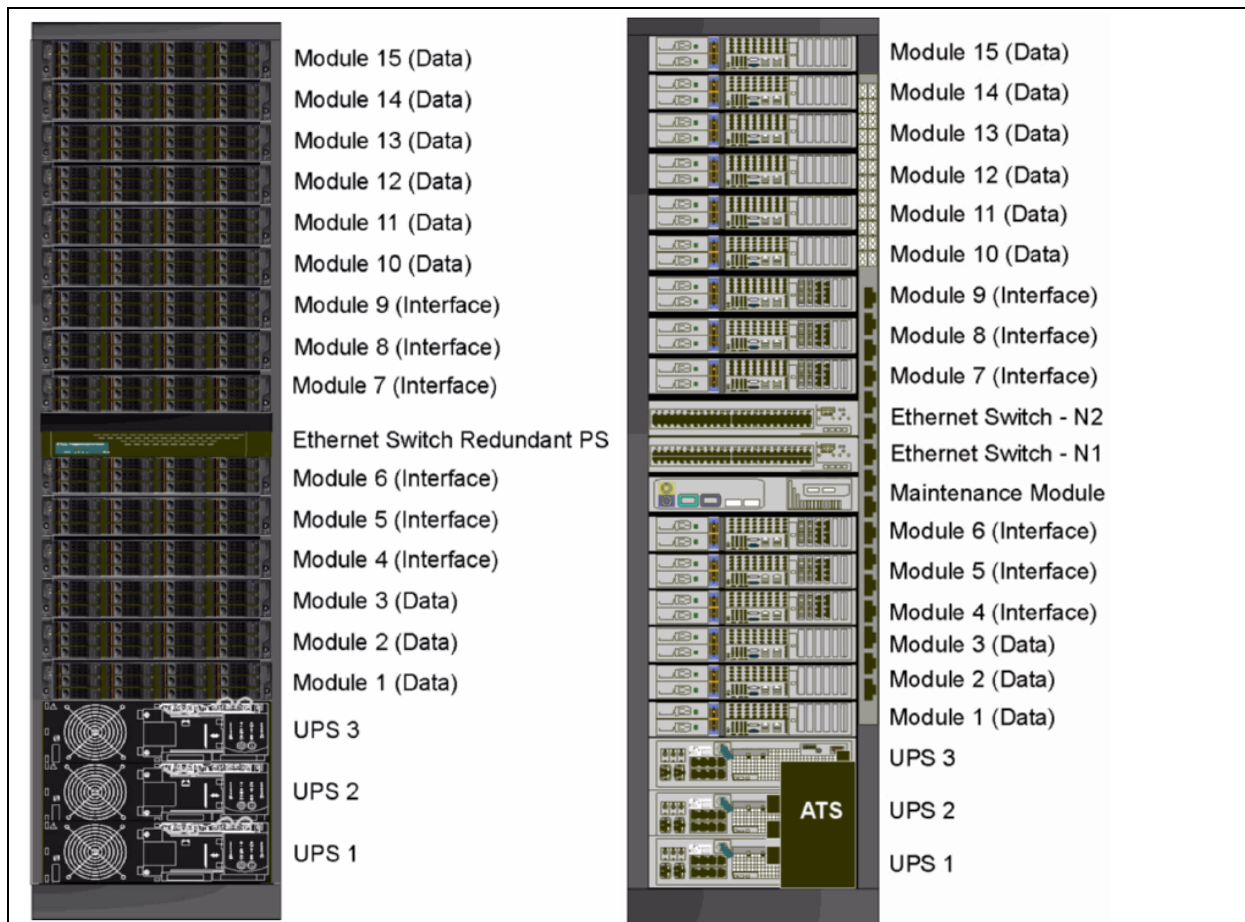 Module 15 (Data)
Module 14 (Data)
Module 13 (Data)
Module 12 (Data)
Module 11 (Data)
Module 10 (Data)
Module 9 (Interface)
Module 8 (Interface)
Module 7 (Interface)
Ethernet Switch Redundant PS
Module 6 (Interface)
Module 5 (Interface)
Module 4 (Interface)
Module 3 (Data)
Module 2 (Data)
Module 1 (Data)
UPS 3
UPS 2
UPS 1
Module 15 (Data)
Module 14 (Data)
Module 13 (Data)
Module 12 (Data)
Module 11 (Data)
Module 10 (Data)
Module 9 (Interface)
Module 8 (Interface)
Module 7 (Interface)
Ethernet Switch - N2
Ethernet Switch - N1
Maintenance Module
Module 6 (Interface)
Module 5 (Interface)
Module 4 (Interface)
Module 3 (Data)
Module 2 (Data)
Module 1 (Data)
UPS 3
ATS
UPS 2
UPS 1